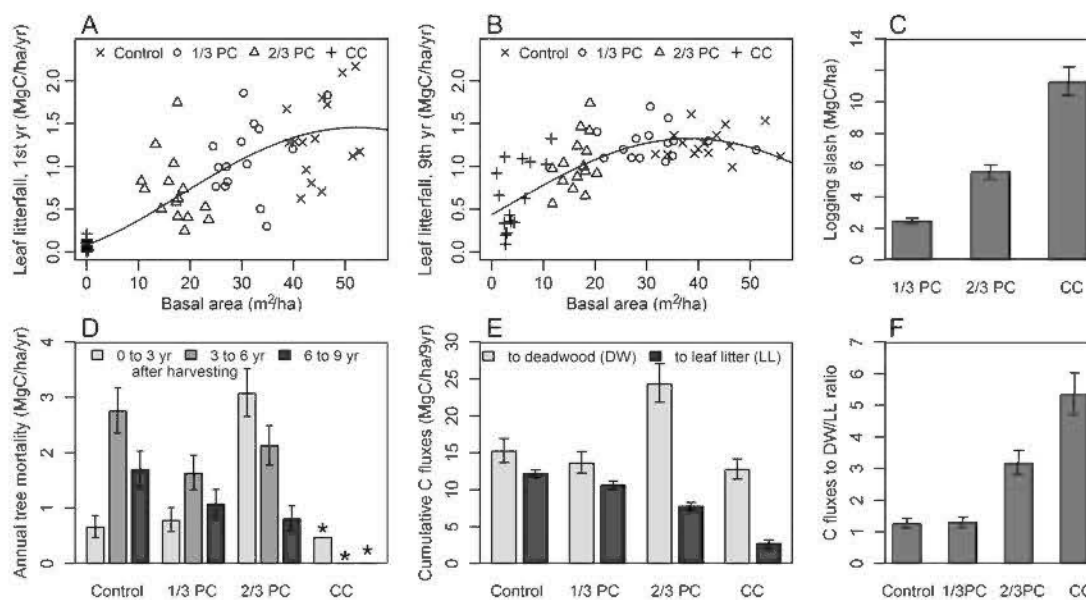 A
× Control ○ 1/3 PC △ 2/3 PC + CC
Leaf litterfall, 1st yr (MgC/ha/yr)
2.0
1.5
1.0
0.5
0.0
0 10 20 30 40 50
Basal area (m²/ha)
B
× Control ○ 1/3 PC △ 2/3 PC + CC
Leaf litterfall, 9th yr (MgC/ha/yr)
2.0
1.5
1.0
0.5
0.0
0 10 20 30 40 50
Basal area (m²/ha)
C
Logging slash (MgC/ha)
14
12
10
8
6
4
2
0
1/3 PC 2/3 PC CC
D
0 to 3 yr 3 to 6 yr 6 to 9 yr
after harvesting
Annual tree mortality (MgC/ha/yr)
4
3
2
1
0
* * *
Control 1/3 PC 2/3 PC CC
E
to deadwood (DW) to leaf litter (LL)
Cumulative C fluxes (MgC/ha/9yr)
30
25
20
15
10
5
0
Control 1/3 PC 2/3 PC CC
F
C fluxes to DW/LL ratio
7
6
5
4
3
2
1
0
Control 1/3PC 2/3PC CC